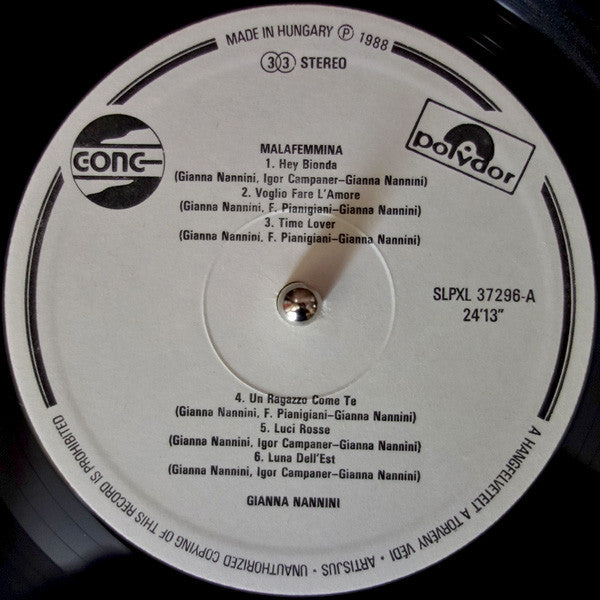 MADE IN HUNGARY Ⓟ 1988
33 STEREO
GONG
polydor
MALAFEMMINA
1. Hey Bionda
(Gianna Nannini, Igor Campaner–Gianna Nannini)
2. Voglio Fare L'Amore
(Gianna Nannini, F. Pianigiani–Gianna Nannini)
3. Time Lover
(Gianna Nannini, F. Pianigiani–Gianna Nannini)
SLPXL 37296-A
24'13"
4. Un Ragazzo Come Te
(Gianna Nannini, F. Pianigiani–Gianna Nannini)
5. Luci Rosse
(Gianna Nannini, Igor Campaner–Gianna Nannini)
6. Luna Dell'Est
(Gianna Nannini, Igor Campaner–Gianna Nannini)
GIANNA NANNINI
A HANGFELVETELT A TÖRVÉNY VÉDI · ARTISJUS · UNAUTHORIZED COPYING OF THIS RECORD IS PROHIBITED